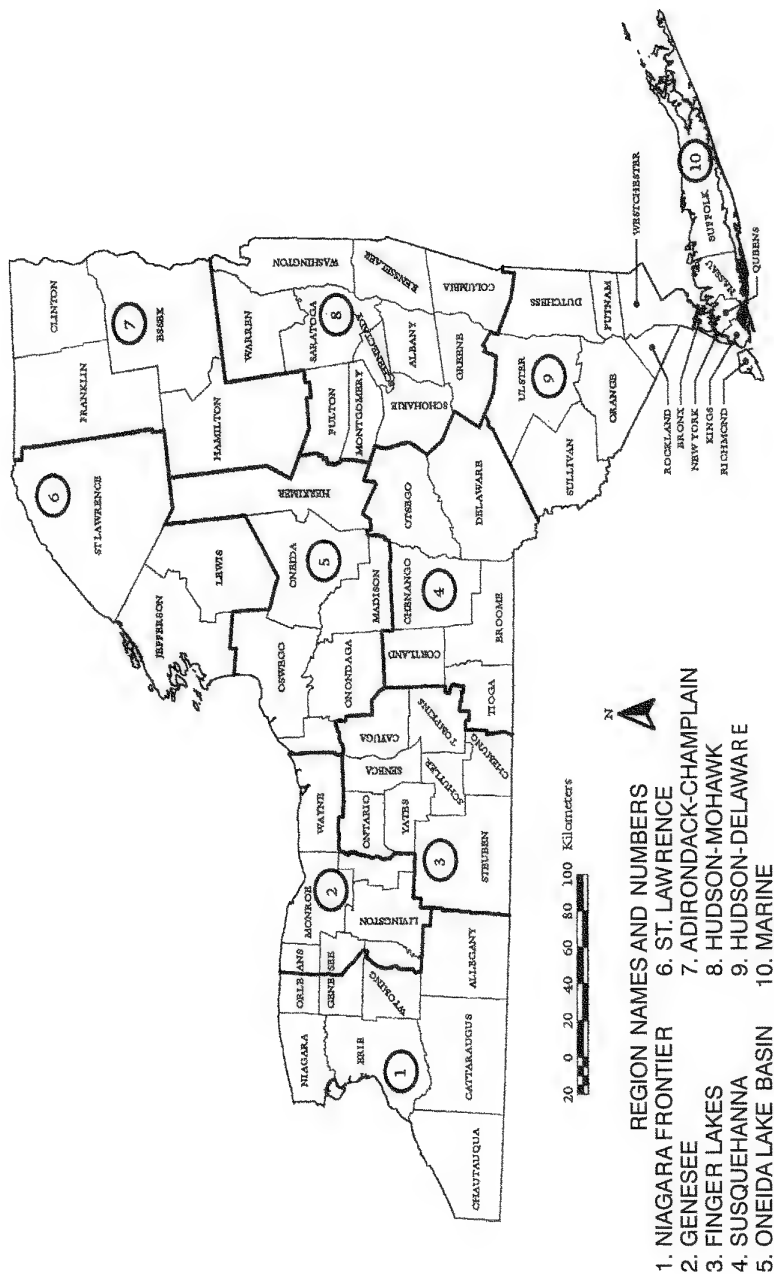 CLINTON
FRANKLIN
7
ESSEX
6
ST LAWRENCE
HAMILTON
WARREN
WASHINGTON
JEFFERSON
LEWIS
HERKIMER
FULTON
SARATOGA
8
MONTGOMERY
SCHENECTADY
RENSSELAER
OSWEGO
ONEIDA
5
ALBANY
SCHOHARIE
ONONDAGA
MADISON
OTSEGO
GREENE
COLUMBIA
NIAGARA
ORLEANS
MONROE
2
WAYNE
GENESEE
ERIE
1
WYOMING
LIVINGSTON
ONTARIO
SENECA
CAYUGA
YATES
CORTLAND
CHENANGO
4
DELAWARE
ULSTER
9
DUTCHESS
CHAUTAUQUA
CATTARAUGUS
ALLEGANY
3
STEUBEN
SCHUYLER
TOMPKINS
CHEMUNG
TIOGA
BROOME
SULLIVAN
ORANGE
PUTNAM
WESTCHESTER
ROCKLAND
BRONX
NEW YORK
KINGS
RICHMOND
10
SUFFOLK
NASSAU
QUEENS
N
20 0 20 40 60 80 100 Kilometers
REGION NAMES AND NUMBERS
1. NIAGARA FRONTIER
2. GENESEE
3. FINGER LAKES
4. SUSQUEHANNA
5. ONEIDA LAKE BASIN
6. ST. LAWRENCE
7. ADIRONDACK-CHAMPLAIN
8. HUDSON-MOHAWK
9. HUDSON-DELAWARE
10. MARINE